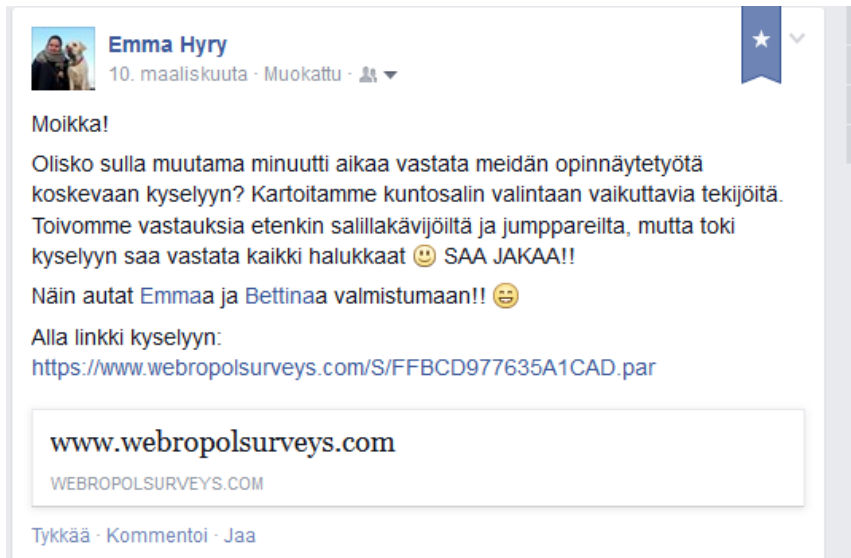 Emma Hyry
10. maaliskuuta · Muokattu ·
Moikka!
Olisko sulla muutama minuutti aikaa vastata meidän opinnäytetyötä
koskevaan kyselyyn? Kartoitamme kuntosalin valintaan vaikuttavia tekijöitä.
Toivomme vastauksia etenkin salillakävijöiltä ja jumppareilta, mutta toki
kyselyyn saa vastata kaikki halukkaat 🙂 SAA JAKAA!!
Näin autat Emmaa ja Bettinaa valmistumaan!! 😄
Alla linkki kyselyyn:
https://www.webropolsurveys.com/S/FFBCD977635A1CAD.par
www.webropolsurveys.com
WEBROPOLSURVEYS.COM
Tykkää · Kommentoi · Jaa